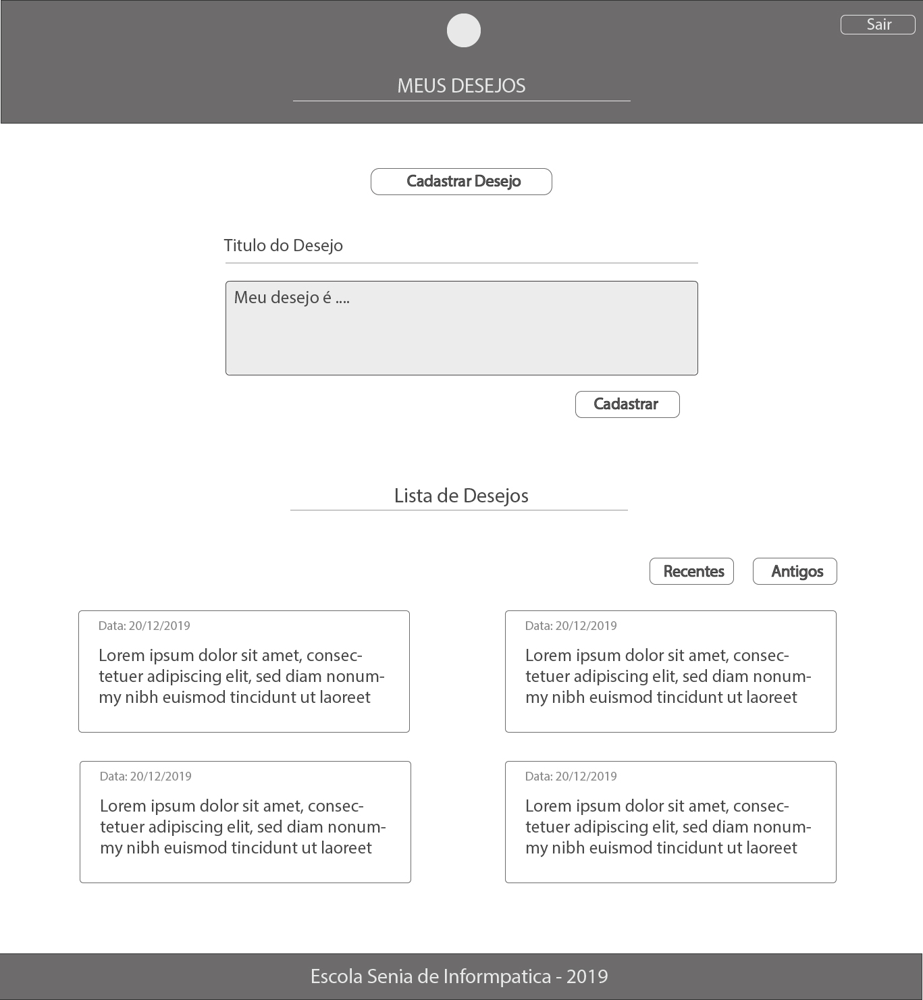 Sair
MEUS DESEJOS
Cadastrar Desejo
Titulo do Desejo
Meu desejo é ....
Cadastrar
Lista de Desejos
Recentes
Antigos
Data: 20/12/2019
Lorem ipsum dolor sit amet, consec-
tetuer adipiscing elit, sed diam nonum-
my nibh euismod tincidunt ut laoreet
Data: 20/12/2019
Lorem ipsum dolor sit amet, consec-
tetuer adipiscing elit, sed diam nonum-
my nibh euismod tincidunt ut laoreet
Data: 20/12/2019
Lorem ipsum dolor sit amet, consec-
tetuer adipiscing elit, sed diam nonum-
my nibh euismod tincidunt ut laoreet
Data: 20/12/2019
Lorem ipsum dolor sit amet, consec-
tetuer adipiscing elit, sed diam nonum-
my nibh euismod tincidunt ut laoreet
Escola Senia de Informpatica - 2019